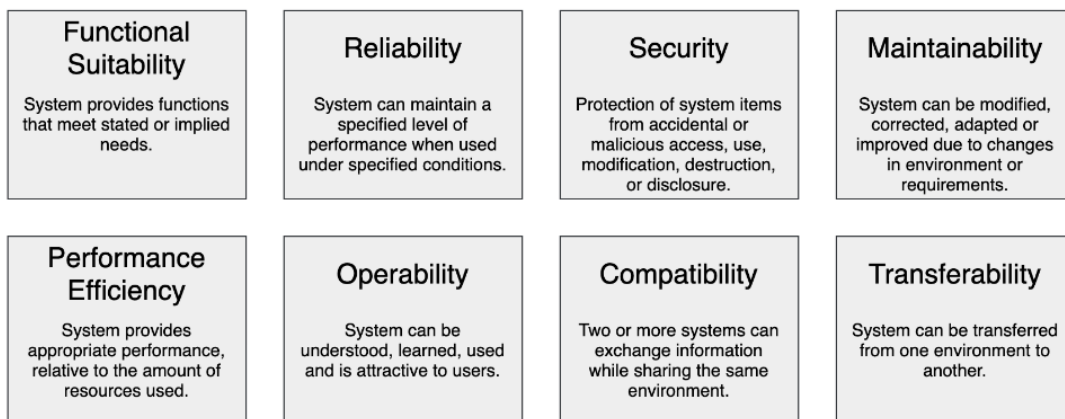 Functional
Suitability
System provides functions
that meet stated or implied
needs.
Reliability
System can maintain a
specified level of
performance when used
under specified conditions.
Security
Protection of system items
from accidental or
malicious access, use,
modification, destruction,
or disclosure.
Maintainability
System can be modified,
corrected, adapted or
improved due to changes
in environment or
requirements.
Performance
Efficiency
System provides
appropriate performance,
relative to the amount of
resources used.
Operability
System can be
understood, learned, used
and is attractive to users.
Compatibility
Two or more systems can
exchange information
while sharing the same
environment.
Transferability
System can be transferred
from one environment to
another.